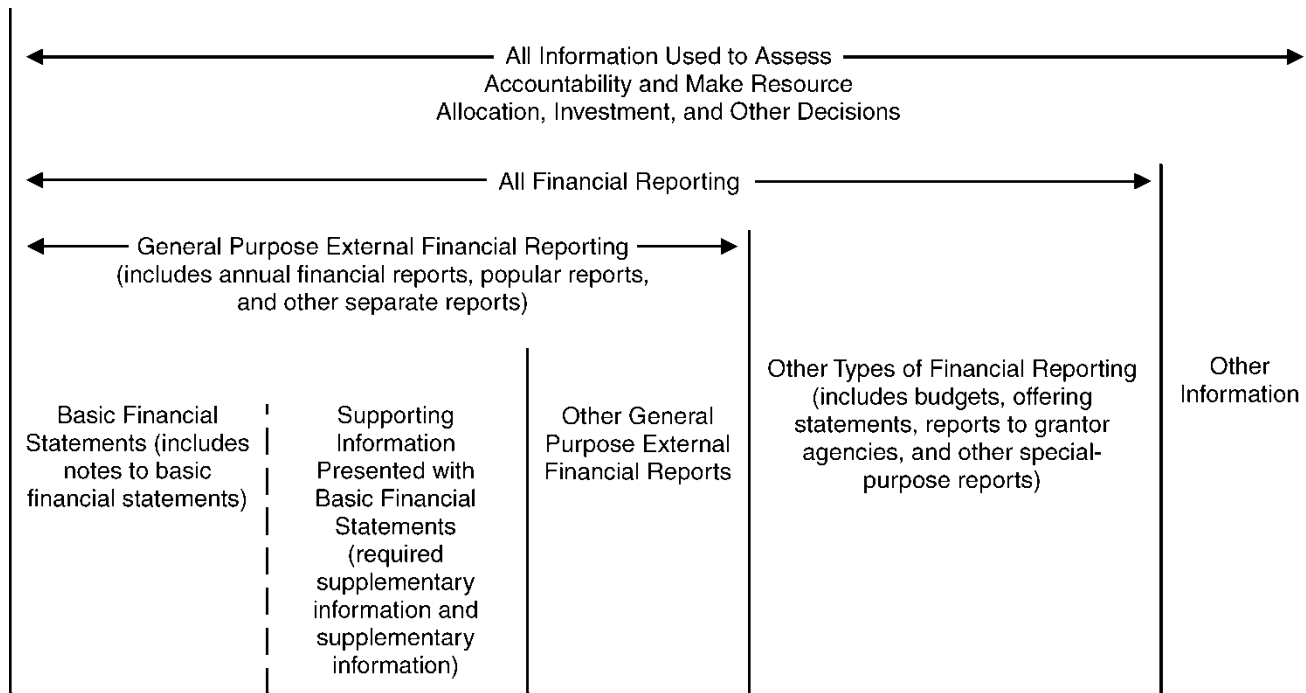 All Information Used to Assess
Accountability and Make Resource
Allocation, Investment, and Other Decisions
All Financial Reporting
General Purpose External Financial Reporting
(includes annual financial reports, popular reports,
and other separate reports)
Basic Financial
Statements (includes
notes to basic
financial statements)
Supporting
Information
Presented with
Basic Financial
Statements
(required
supplementary
information and
supplementary
information)
Other General
Purpose External
Financial Reports
Other Types of Financial Reporting
(includes budgets, offering
statements, reports to grantor
agencies, and other special-
purpose reports)
Other
Information